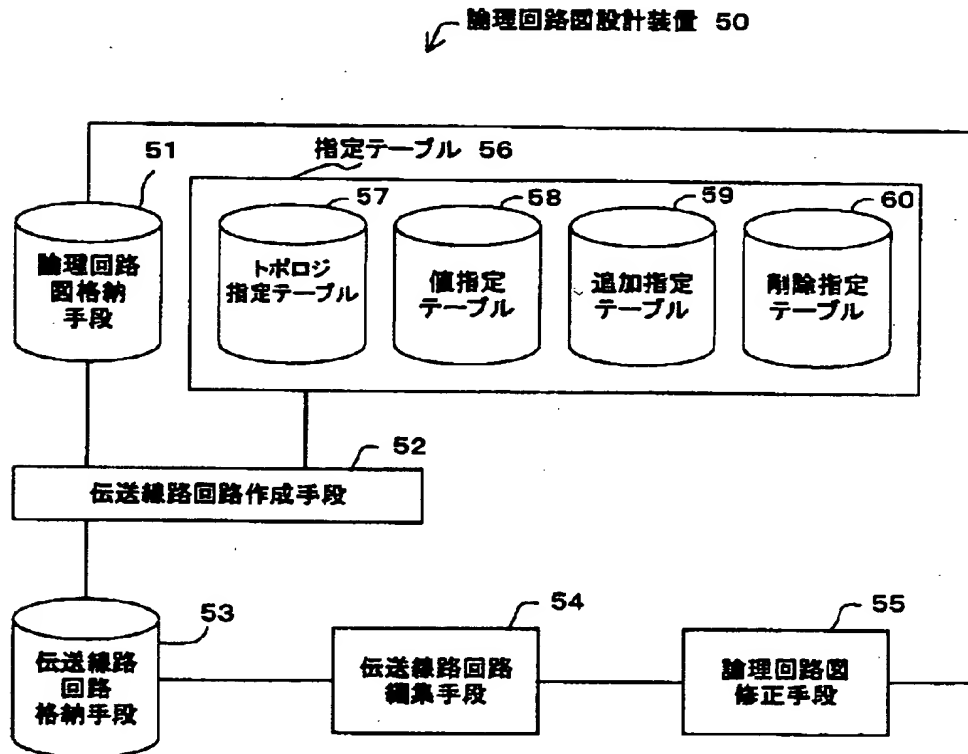 論理回路図設計装置 50
51
指定テーブル 56
57
58
59
60
論理回路
図格納
手段
トポロジ
指定テーブル
値指定
テーブル
追加指定
テーブル
削除指定
テーブル
52
伝送線路回路作成手段
53
伝送線路
回路
格納手段
54
伝送線路回路
編集手段
55
論理回路図
修正手段